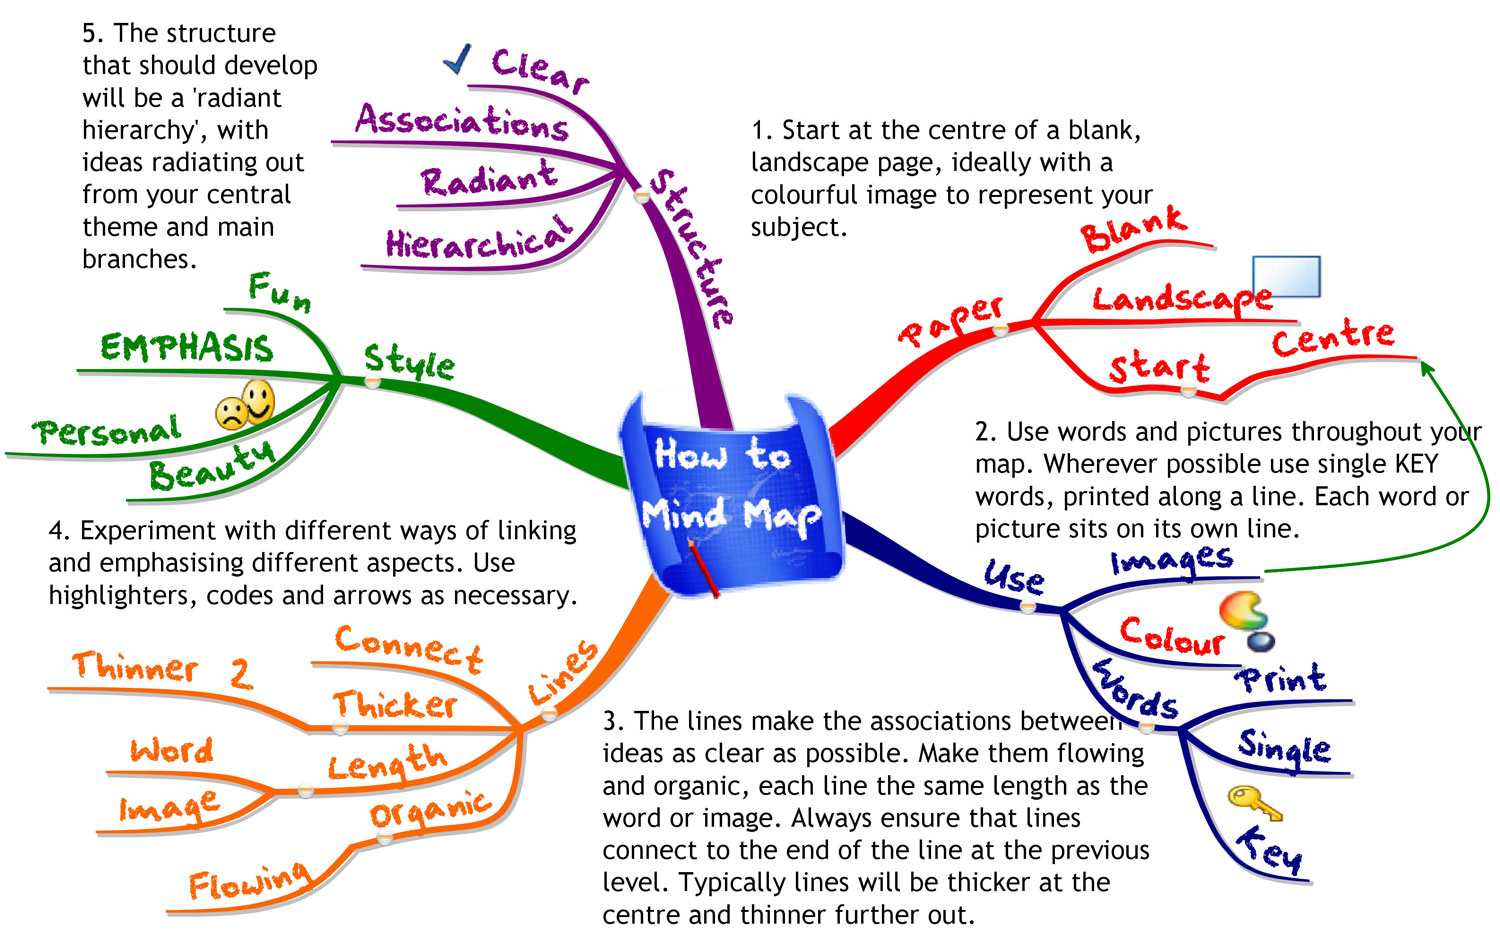 How to
Mind Map
1. Start at the centre of a blank,
landscape page, ideally with a
colourful image to represent your
subject.
Paper
Blank
Landscape
Start
Centre
2. Use words and pictures throughout your
map. Wherever possible use single KEY
words, printed along a line. Each word or
picture sits on its own line.
Use
Images
Colour
Words
Print
Single
Key
3. The lines make the associations between
ideas as clear as possible. Make them flowing
and organic, each line the same length as the
word or image. Always ensure that lines
connect to the end of the line at the previous
level. Typically lines will be thicker at the
centre and thinner further out.
Lines
Connect
Thicker
Thinner 2
Length
Word
Image
Organic
Flowing
4. Experiment with different ways of linking
and emphasising different aspects. Use
highlighters, codes and arrows as necessary.
Style
Fun
EMPHASIS
Personal
Beauty
5. The structure
that should develop
will be a 'radiant
hierarchy', with
ideas radiating out
from your central
theme and main
branches.
Structure
Clear
Associations
Radiant
Hierarchical